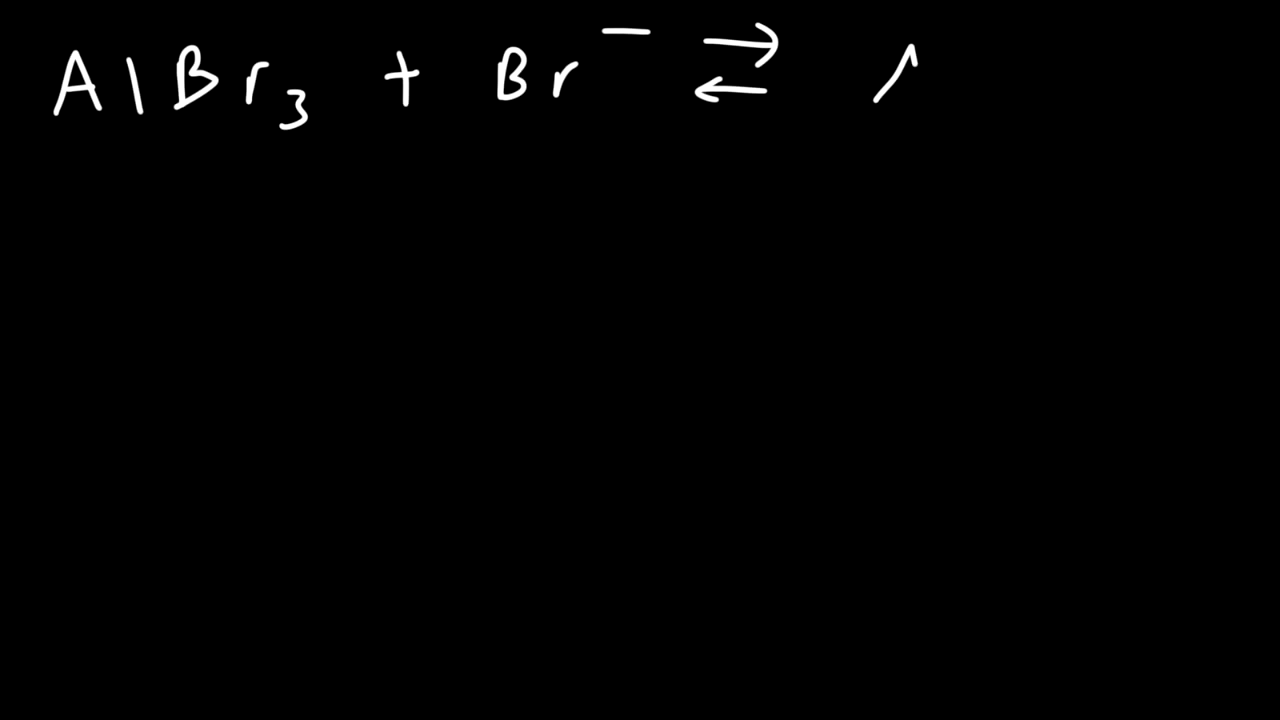 AlBr₃ + Br⁻ ⇄